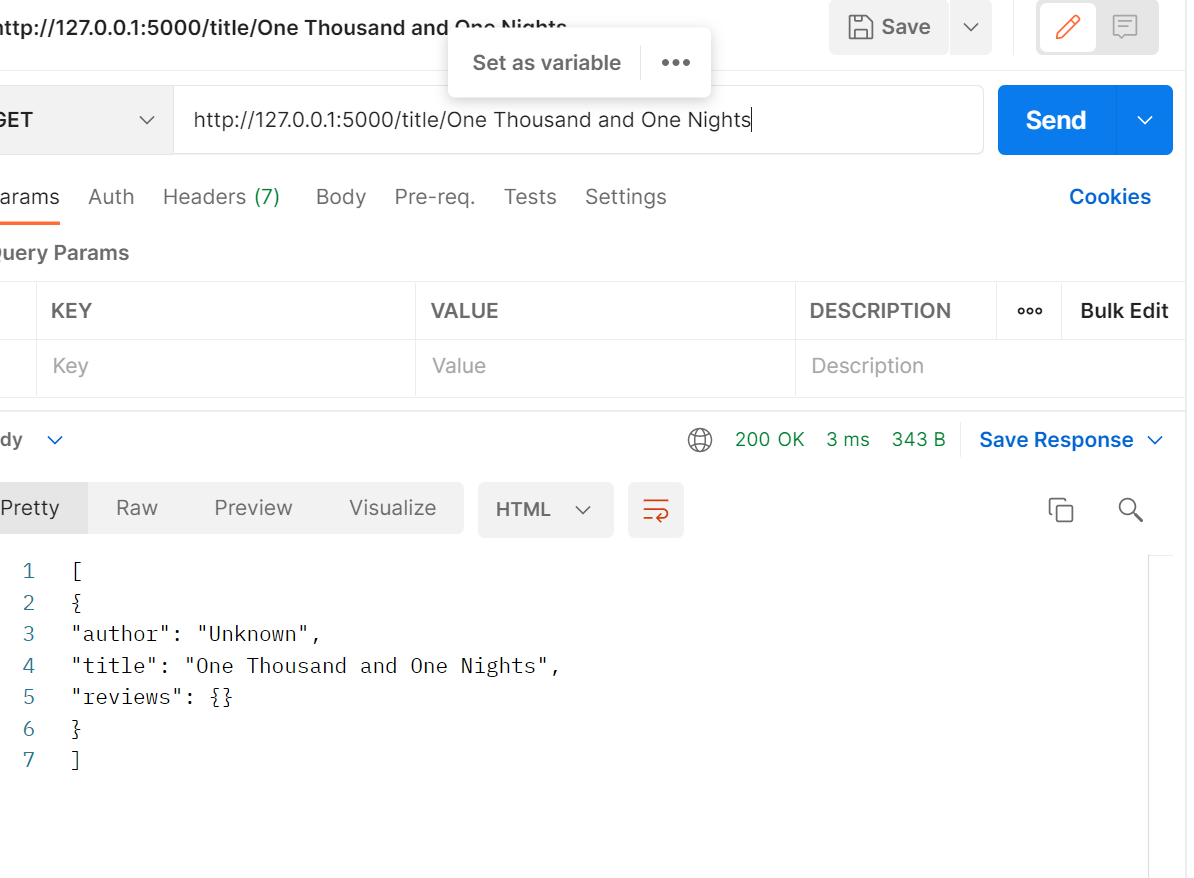 http://127.0.0.1:5000/title/One Thousand and One Nights
Save
Set as variable
GET
http://127.0.0.1:5000/title/One Thousand and One Nights
Send
arams
Auth
Headers (7)
Body
Pre-req.
Tests
Settings
Cookies
Query Params
KEY
VALUE
DESCRIPTION
Bulk Edit
Key
Value
Description
dy
200 OK
3 ms
343 B
Save Response
Pretty
Raw
Preview
Visualize
HTML
1 [
2 {
3 "author": "Unknown",
4 "title": "One Thousand and One Nights",
5 "reviews": {}
6 }
7 ]